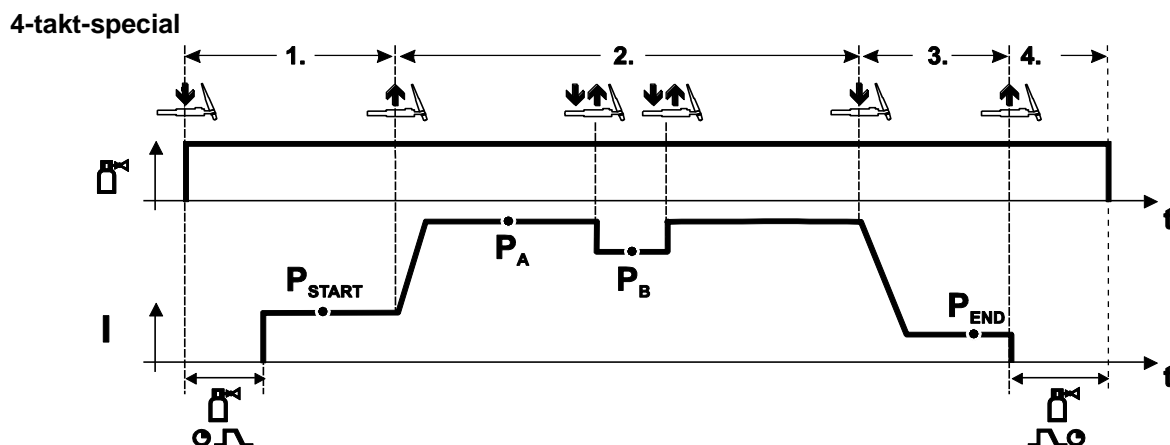 4-takt-special
1. 2. 3. 4.
t
P_A
P_B
P_START
P_END
I
t